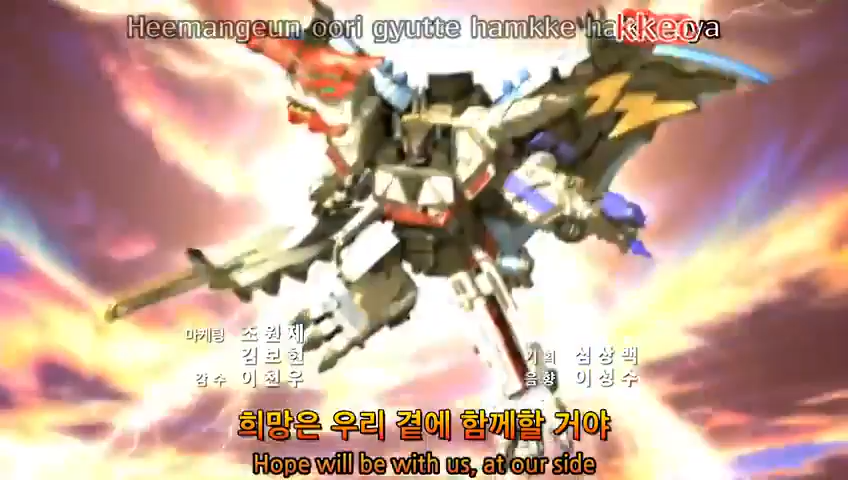 Heemangeun oori gyutte hamkke hal kkeo ya
마케팅 조원제
김보현
감수 이천우
기획 심상백
음향 이성수
희망은 우리 곁에 함께할 거야
Hope will be with us, at our side